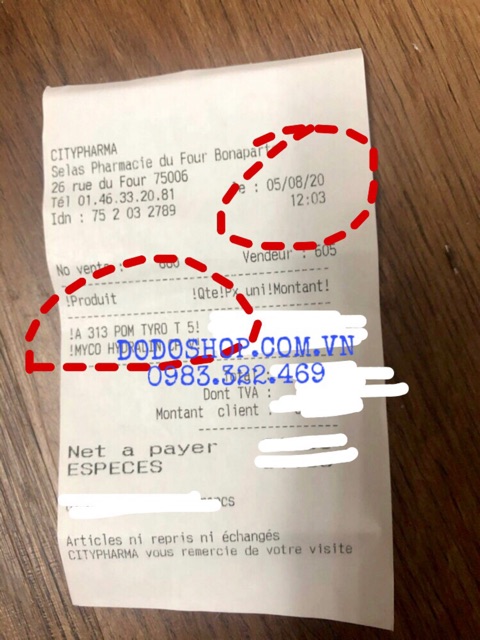 CITYPHARMA
Selas Pharmacie du Four Bonapart
26 rue du Four 75006
Tél 01.46.33.20.81
Idn : 75 2 03 2789
e : 05/08/20
12:03
No vente :
Vendeur : 605
!Produit !Qte!Px uni!Montant!
!A 313 POM TYRO T 5!
!MYCO
DODOSHOP.COM.VN
0983.322.469
Dont TVA :
Montant client :
Net a payer
ESPECES
Articles ni repris ni échangés
CITYPHARMA vous remercie de votre visite